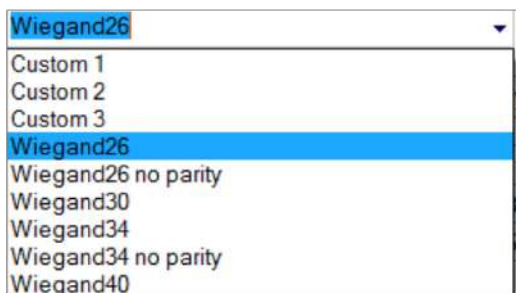 Wiegand26
Custom 1
Custom 2
Custom 3
Wiegand26
Wiegand26 no parity
Wiegand30
Wiegand34
Wiegand34 no parity
Wiegand40